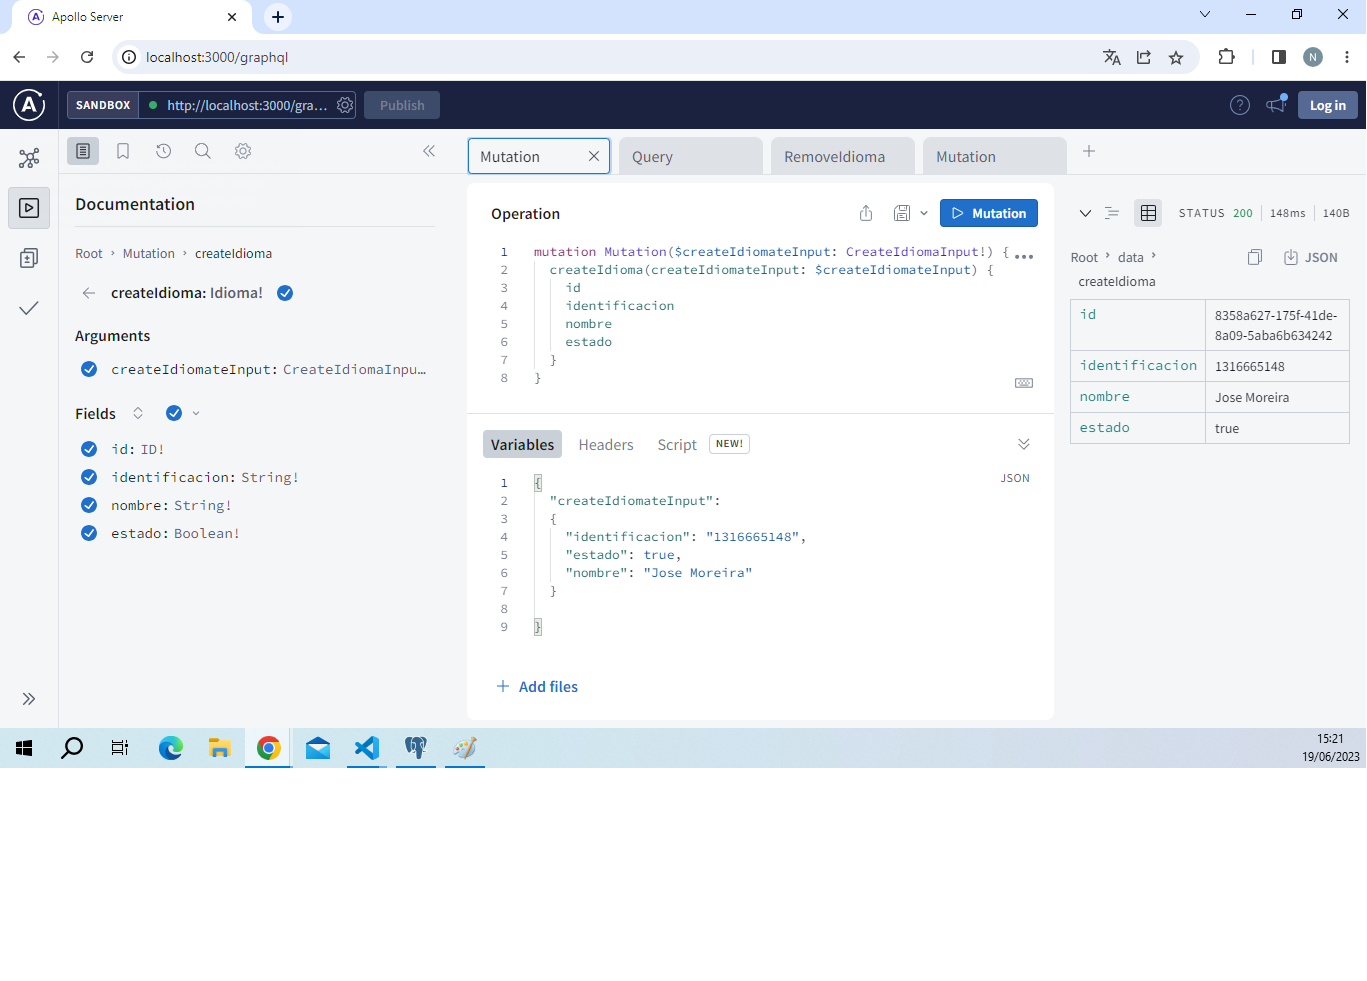 Apollo Server
localhost:3000/graphql
N
SANDBOX
http://localhost:3000/gra...
Publish
Log in
Documentation
Root › Mutation › createIdioma
createIdioma: Idioma!
Arguments
createIdiomateInput: CreateIdiomaInpu...
Fields
id: ID!
identificacion: String!
nombre: String!
estado: Boolean!
Mutation
Query
RemoveIdioma
Mutation
Operation
Mutation
1 mutation Mutation($createIdiomateInput: CreateIdiomaInput!) {
2 createIdioma(createIdiomateInput: $createIdiomateInput) {
3 id
4 identificacion
5 nombre
6 estado
7 }
8 }
Variables
Headers
Script
NEW!
JSON
1 {
2 "createIdiomateInput":
3 {
4 "identificacion": "1316665148",
5 "estado": true,
6 "nombre": "Jose Moreira"
7 }
8
9 }
+ Add files
STATUS 200 148ms 140B
Root › data ›
JSON
createIdioma
id 8358a627-175f-41de-
8a09-5aba6b634242
identificacion 1316665148
nombre Jose Moreira
estado true
15:21
19/06/2023